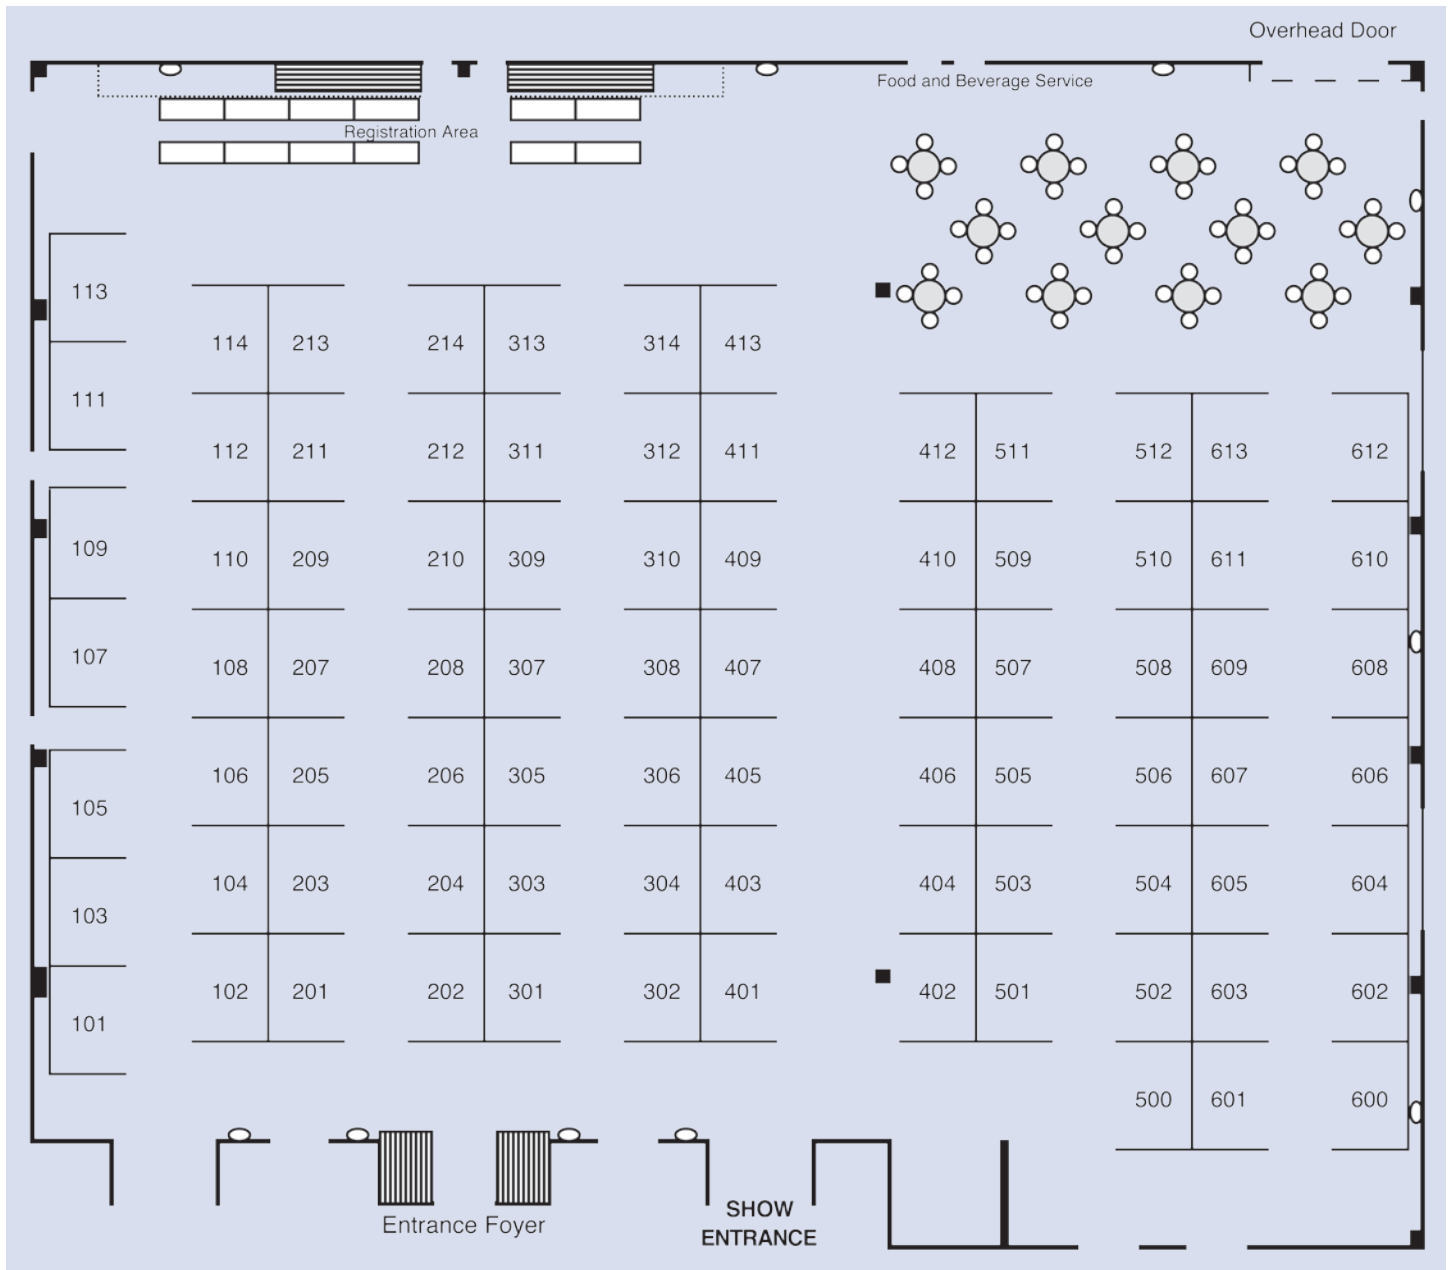 Overhead Door
Food and Beverage Service
Registration Area
113
114 213 214 313 314 413
111
112 211 212 311 312 411 412 511 512 613 612
109
110 209 210 309 310 409 410 509 510 611 610
107
108 207 208 307 308 407 408 507 508 609 608
106 205 206 305 306 405 406 505 506 607 606
105
104 203 204 303 304 403 404 503 504 605 604
103
102 201 202 301 302 401 402 501 502 603 602
101
500 601 600
Entrance Foyer
SHOW
ENTRANCE